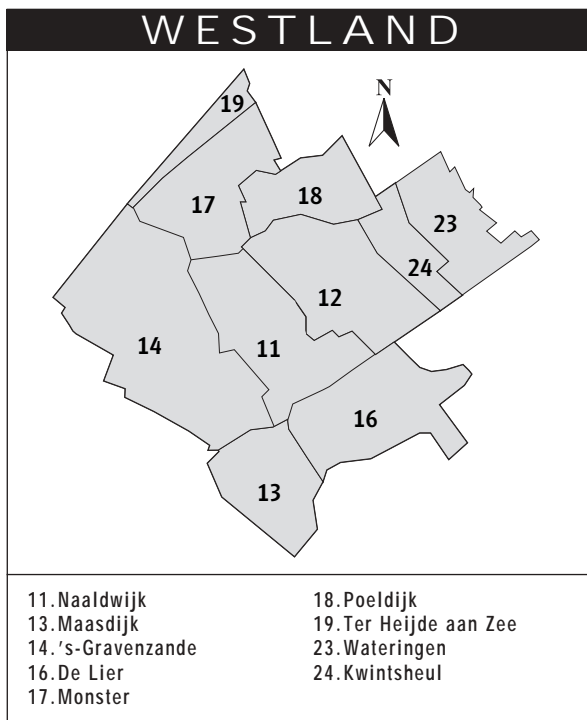 WESTLAND
N
19
17
18
23
24
12
14
11
16
13
11.Naaldwijk
13.Maasdijk
14.'s-Gravenzande
16.De Lier
17.Monster
18.Poeldijk
19.Ter Heijde aan Zee
23.Wateringen
24.Kwintsheul